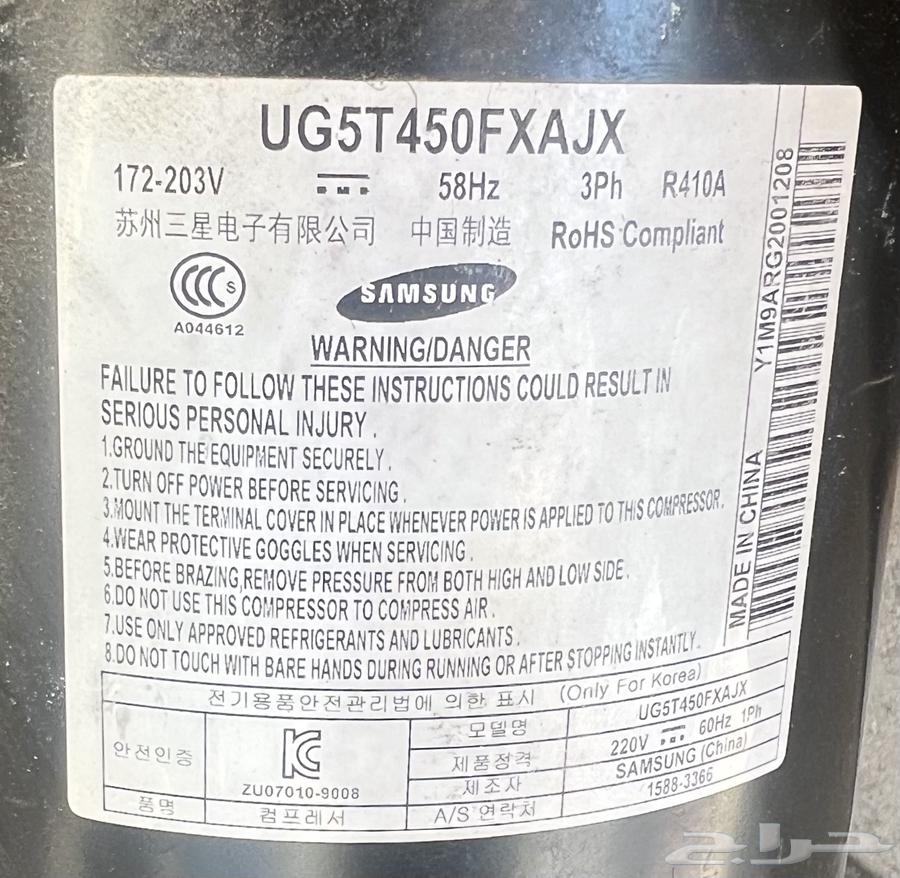 UG5T450FXAJX
172-203V 58Hz 3Ph R410A
苏州三星电子有限公司 中国制造 RoHS Compliant
CCC S
A044612
SAMSUNG
WARNING/DANGER
FAILURE TO FOLLOW THESE INSTRUCTIONS COULD RESULT IN
SERIOUS PERSONAL INJURY.
1.GROUND THE EQUIPMENT SECURELY.
2.TURN OFF POWER BEFORE SERVICING.
3.MOUNT THE TERMINAL COVER IN PLACE WHENEVER POWER IS APPLIED TO THIS COMPRESSOR.
4.WEAR PROTECTIVE GOGGLES WHEN SERVICING.
5.BEFORE BRAZING,REMOVE PRESSURE FROM BOTH HIGH AND LOW SIDE.
6.DO NOT USE THIS COMPRESSOR TO COMPRESS AIR.
7.USE ONLY APPROVED REFRIGERANTS AND LUBRICANTS.
8.DO NOT TOUCH WITH BARE HANDS DURING RUNNING OR AFTER STOPPING INSTANTLY.
MADE IN CHINA Y1M9ARG2001208
전기용품안전관리법에 의한 표시 (Only For Korea)
안전인증
KC
ZU07010-9008
모델명 UG5T450FXAJX
제품정격 220V 60Hz 1Ph
제조자 SAMSUNG (China)
품명 컴프레서 A/S 연락처 1588-3366
حراج